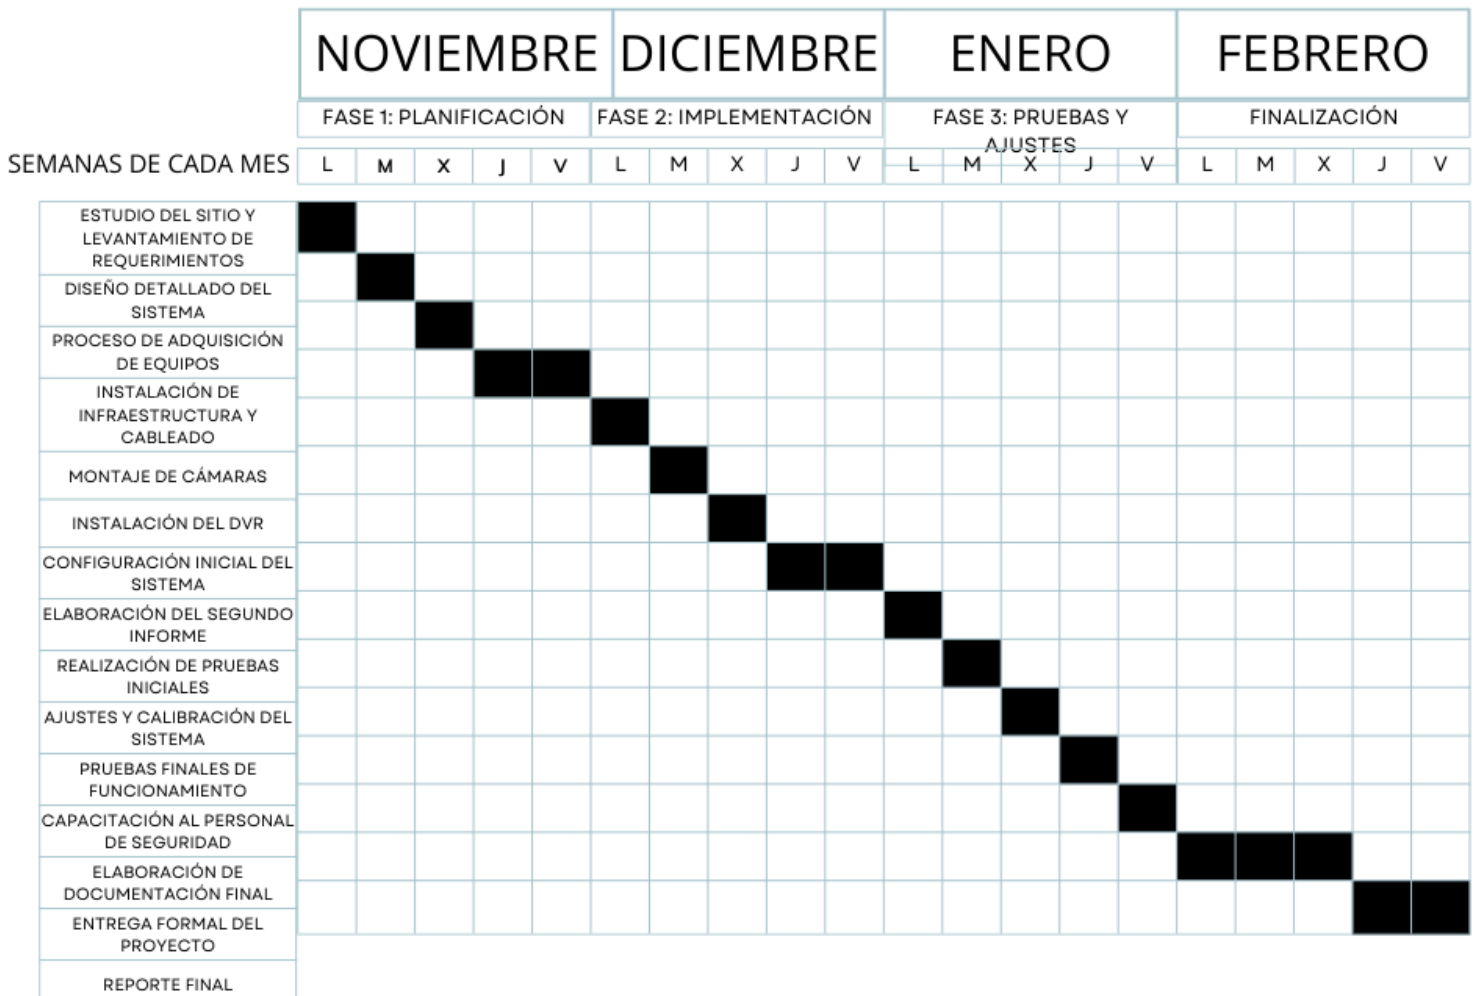 NOVIEMBRE DICIEMBRE ENERO FEBRERO
FASE 1: PLANIFICACIÓN FASE 2: IMPLEMENTACIÓN FASE 3: PRUEBAS Y FINALIZACIÓN
AJUSTES
SEMANAS DE CADA MES L M X J V L M X J V L M X J V L M X J V
ESTUDIO DEL SITIO Y
LEVANTAMIENTO DE
REQUERIMIENTOS
DISEÑO DETALLADO DEL
SISTEMA
PROCESO DE ADQUISICIÓN
DE EQUIPOS
INSTALACIÓN DE
INFRAESTRUCTURA Y
CABLEADO
MONTAJE DE CÁMARAS
INSTALACIÓN DEL DVR
CONFIGURACIÓN INICIAL DEL
SISTEMA
ELABORACIÓN DEL SEGUNDO
INFORME
REALIZACIÓN DE PRUEBAS
INICIALES
AJUSTES Y CALIBRACIÓN DEL
SISTEMA
PRUEBAS FINALES DE
FUNCIONAMIENTO
CAPACITACIÓN AL PERSONAL
DE SEGURIDAD
ELABORACIÓN DE
DOCUMENTACIÓN FINAL
ENTREGA FORMAL DEL
PROYECTO
REPORTE FINAL